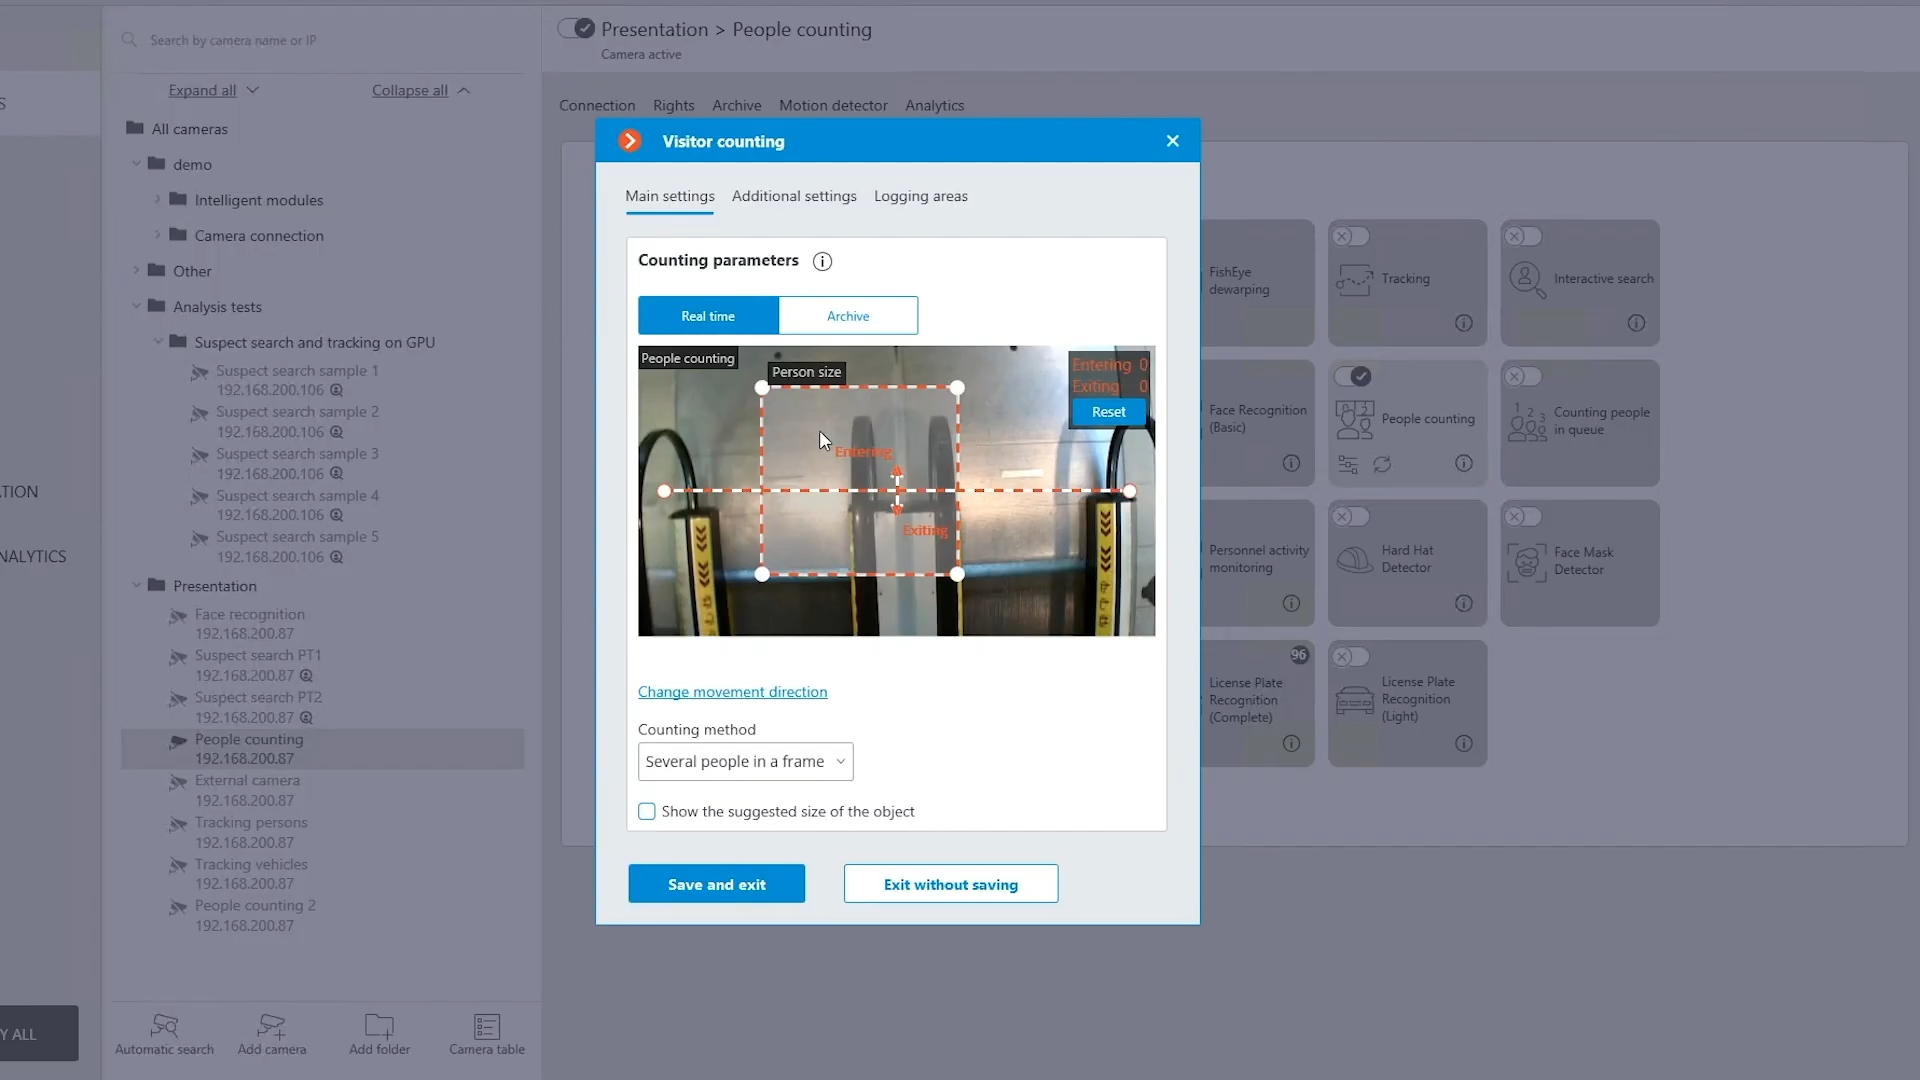 Search by camera name or IP
Expand all
Collapse all
All cameras
demo
Intelligent modules
Camera connection
Other
Analysis tests
Suspect search and tracking on GPU
Suspect search sample 1
192.168.200.106
Suspect search sample 2
192.168.200.106
Suspect search sample 3
192.168.200.106
Suspect search sample 4
192.168.200.106
Suspect search sample 5
192.168.200.106
Presentation
Face recognition
192.168.200.87
Suspect search PT1
192.168.200.87
Suspect search PT2
192.168.200.87
People counting
192.168.200.87
External camera
192.168.200.87
Tracking persons
192.168.200.87
Tracking vehicles
192.168.200.87
People counting 2
192.168.200.87
Automatic search
Add camera
Add folder
Camera table
S
TION
NALYTICS
Y ALL
Presentation > People counting
Camera active
Connection
Rights
Archive
Motion detector
Analytics
Visitor counting
Main settings
Additional settings
Logging areas
Counting parameters
Real time
Archive
People counting
Person size
Entering 0
Exiting 0
Reset
Entering
Exiting
Change movement direction
Counting method
Several people in a frame
Show the suggested size of the object
Save and exit
Exit without saving
FishEye
dewarping
Tracking
Interactive search
Face Recognition
(Basic)
People counting
1 2 3
Counting people
in queue
Personnel activity
monitoring
Hard Hat
Detector
Face Mask
Detector
96
License Plate
Recognition
(Complete)
License Plate
Recognition
(Light)